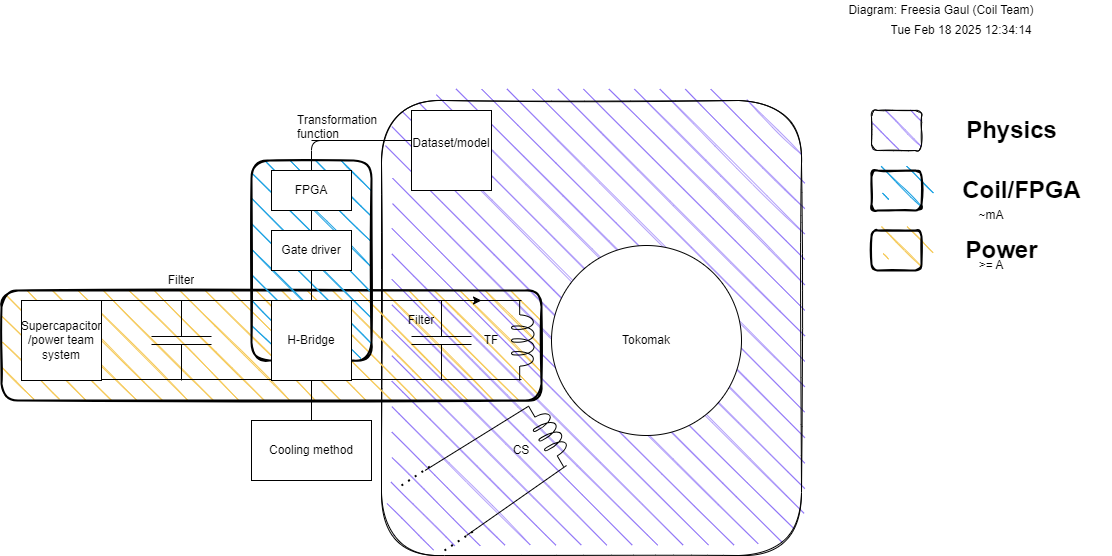 Diagram: Freesia Gaul (Coil Team)
Tue Feb 18 2025 12:34:14
Physics
Coil/FPGA
~mA
Power
>= A
Transformation
function
Dataset/model
FPGA
Gate driver
Filter
Supercapacitor
/power team
system
H-Bridge
Filter
TF
Tokomak
Cooling method
CS